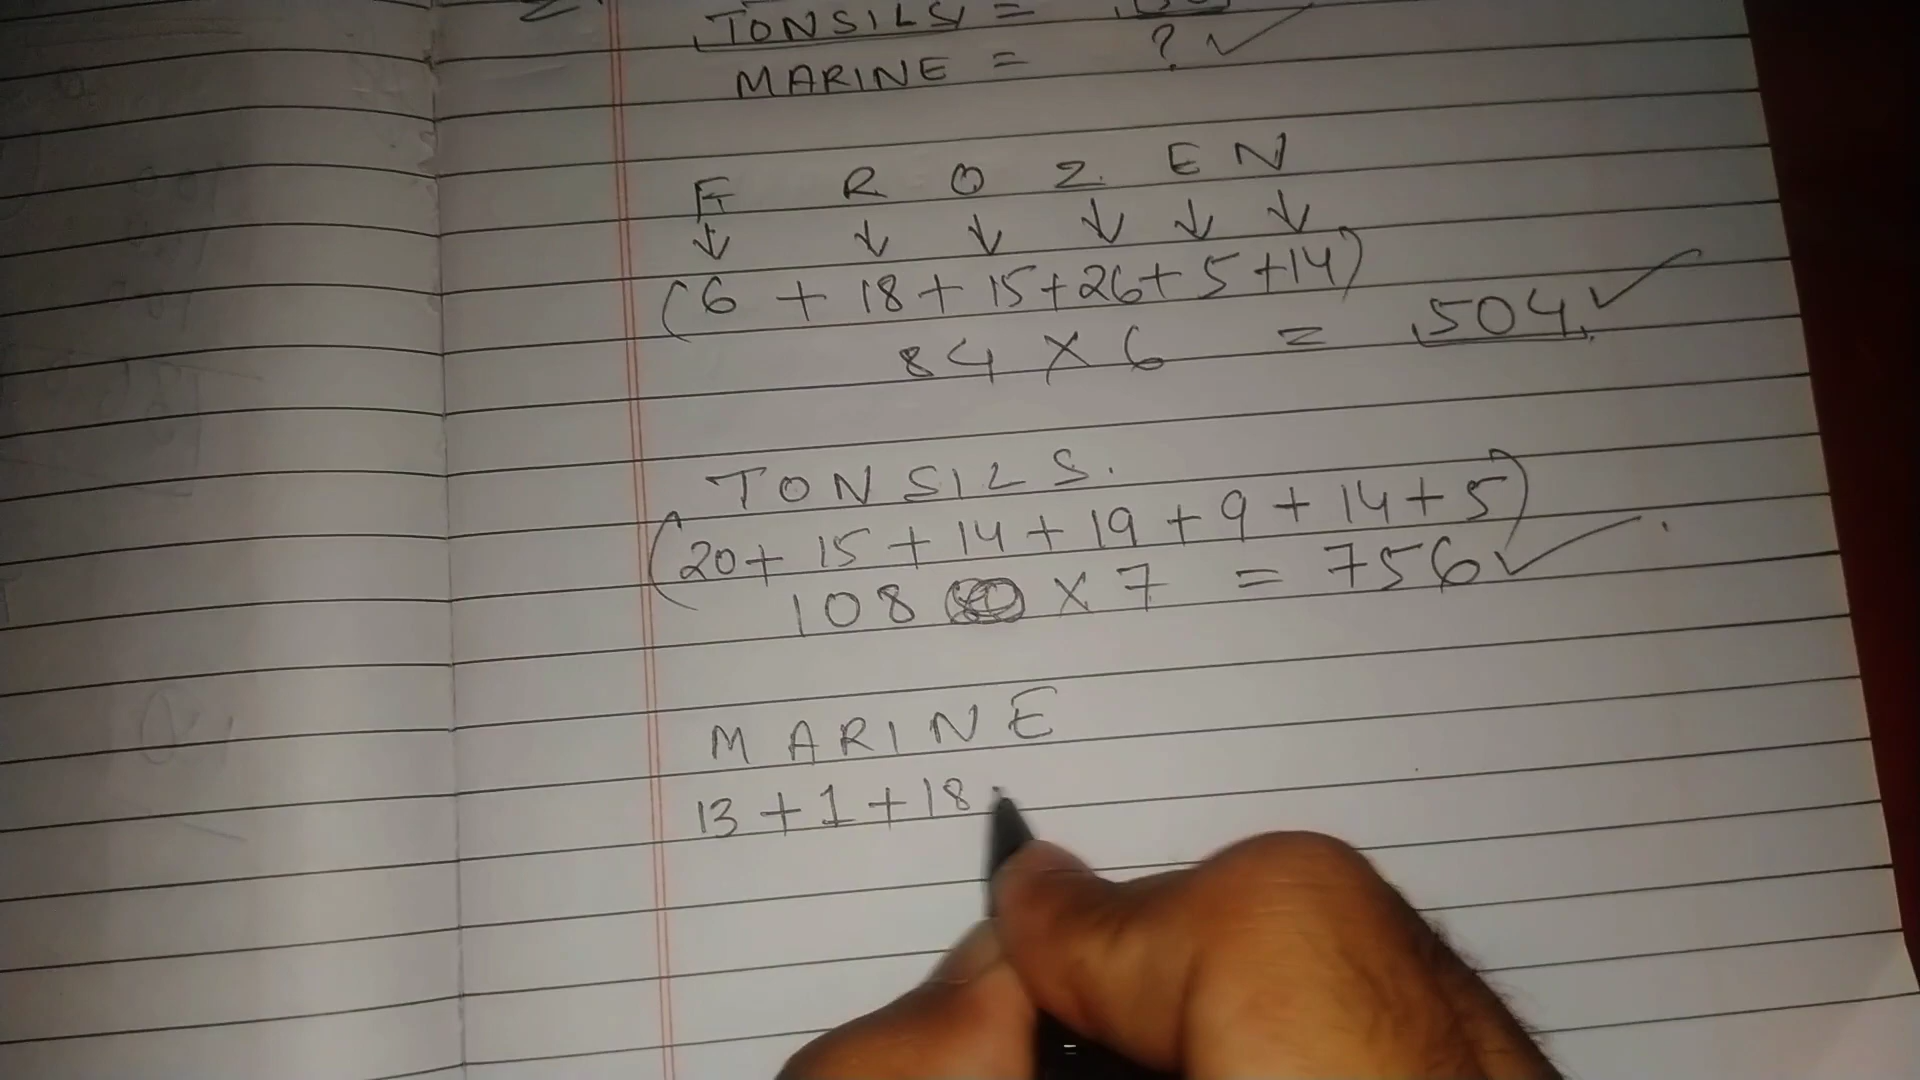 TONSILS =
MARINE = ? ✓
F R O Z E N
↓ ↓ ↓ ↓ ↓ ↓
(6 + 18 + 15 + 26 + 5 + 14)
84 × 6 = 504 ✓
TONSILS.
(20 + 15 + 14 + 19 + 9 + 14 + 5)
108 × 7 = 756 ✓
MARINE
13 + 1 + 18